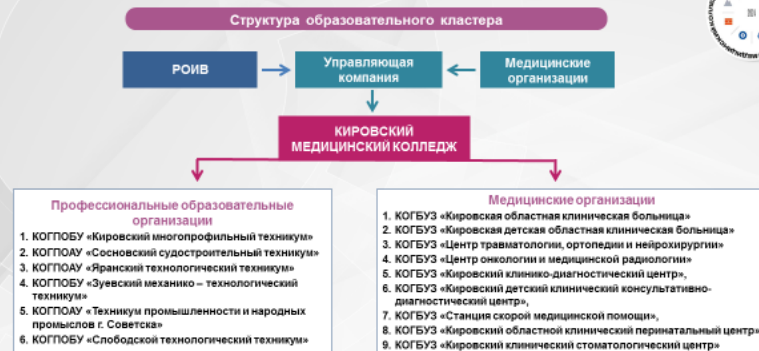 Структура образовательного кластера
РОИВ
Управляющая
компания
Медицинские
организации
КИРОВСКИЙ
МЕДИЦИНСКИЙ КОЛЛЕДЖ
Профессиональные образовательные
организации
1. КОГПОБУ «Кировский многопрофильный техникум»
2. КОГПОАУ «Сосновский судостроительный техникум»
3. КОГПОАУ «Яранский технологический техникум»
4. КОГПОБУ «Зуевский механико – технологический
техникум»
5. КОГПОАУ «Техникум промышленности и народных
промыслов г. Советска»
6. КОГПОБУ «Слободской технологический техникум»
Медицинские организации
1. КОГБУЗ «Кировская областная клиническая больница»
2. КОГБУЗ «Кировская детская областная клиническая больница»
3. КОГБУЗ «Центр травматологии, ортопедии и нейрохирургии»
4. КОГБУЗ «Центр онкологии и медицинской радиологии»
5. КОГБУЗ «Кировский клинико-диагностический центр»,
6. КОГБУЗ «Кировский детский клинический консультативно-
диагностический центр»,
7. КОГБУЗ «Станция скорой медицинской помощи»,
8. КОГБУЗ «Кировский областной клинический перинатальный центр»
9. КОГБУЗ «Кировский клинический стоматологический центр»